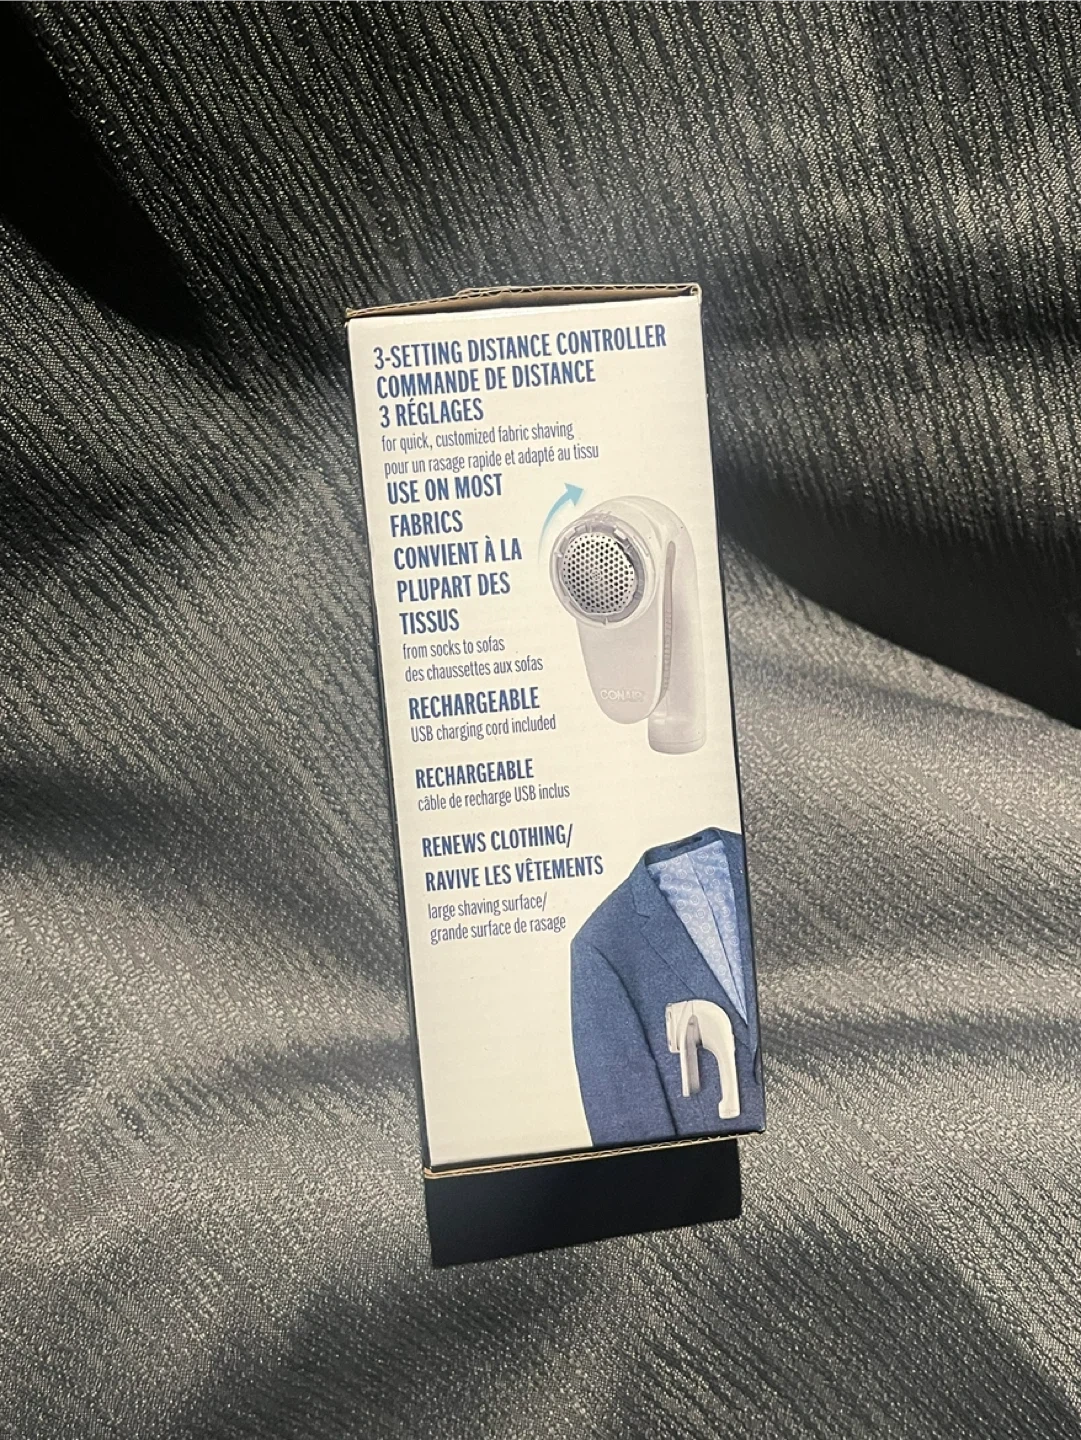 3-SETTING DISTANCE CONTROLLER
COMMANDE DE DISTANCE
3 RÉGLAGES
for quick, customized fabric shaving
pour un rasage rapide et adapté au tissu
USE ON MOST
FABRICS
CONVIENT À LA
PLUPART DES
TISSUS
from socks to sofas
des chaussettes aux sofas
RECHARGEABLE
USB charging cord included
RECHARGEABLE
câble de recharge USB inclus
RENEWS CLOTHING/
RAVIVE LES VÊTEMENTS
large shaving surface/
grande surface de rasage
CONAIR